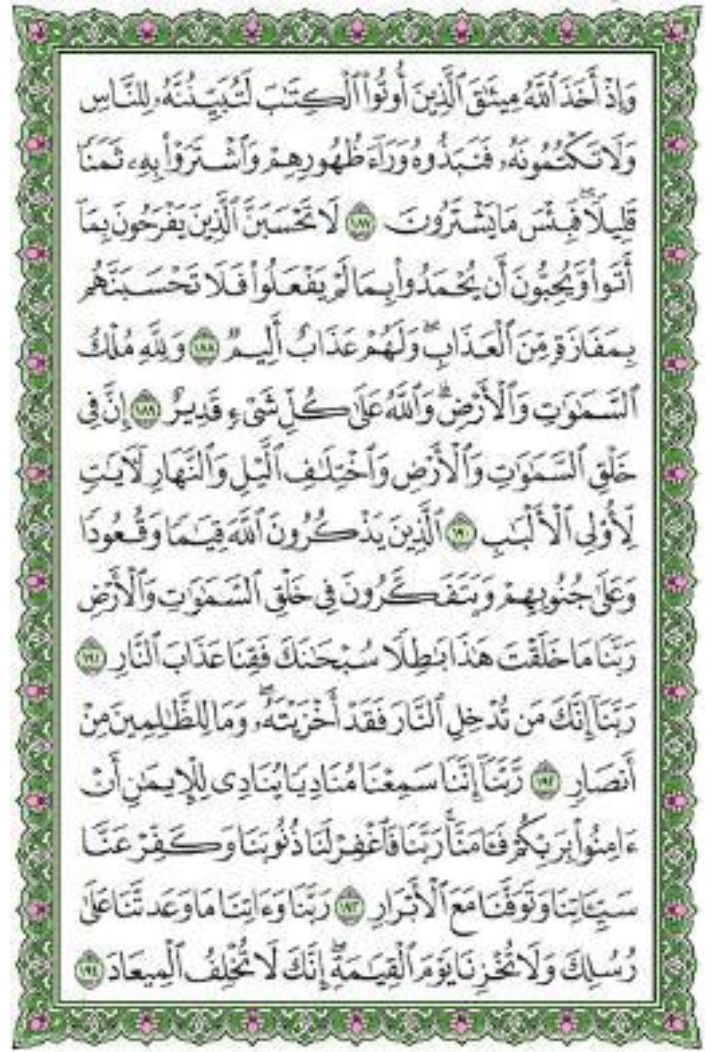 وَإِذْ أَخَذَ ٱللَّهُ مِيثَٰقَ ٱلَّذِينَ أُوتُوا۟ ٱلْكِتَٰبَ لَتُبَيِّنُنَّهُۥ لِلنَّاسِ
وَلَا تَكْتُمُونَهُۥ فَنَبَذُوهُ وَرَآءَ ظُهُورِهِمْ وَٱشْتَرَوْا۟ بِهِۦ ثَمَنًا
قَلِيلًا ۖ فَبِئْسَ مَا يَشْتَرُونَ ١٨٧ لَا تَحْسَبَنَّ ٱلَّذِينَ يَفْرَحُونَ بِمَآ
أَتَوا۟ وَّيُحِبُّونَ أَن يُحْمَدُوا۟ بِمَا لَمْ يَفْعَلُوا۟ فَلَا تَحْسَبَنَّهُم
بِمَفَازَةٍ مِّنَ ٱلْعَذَابِ ۖ وَلَهُمْ عَذَابٌ أَلِيمٌ ١٨٨ وَلِلَّهِ مُلْكُ
ٱلسَّمَٰوَٰتِ وَٱلْأَرْضِ ۗ وَٱللَّهُ عَلَىٰ كُلِّ شَىْءٍ قَدِيرٌ ١٨٩ إِنَّ فِى
خَلْقِ ٱلسَّمَٰوَٰتِ وَٱلْأَرْضِ وَٱخْتِلَٰفِ ٱلَّيْلِ وَٱلنَّهَارِ لَءَايَٰتٍ
لِّأُو۟لِى ٱلْأَلْبَٰبِ ١٩٠ ٱلَّذِينَ يَذْكُرُونَ ٱللَّهَ قِيَٰمًا وَقُعُودًا
وَعَلَىٰ جُنُوبِهِمْ وَيَتَفَكَّرُونَ فِى خَلْقِ ٱلسَّمَٰوَٰتِ وَٱلْأَرْضِ
رَبَّنَا مَا خَلَقْتَ هَٰذَا بَٰطِلًا سُبْحَٰنَكَ فَقِنَا عَذَابَ ٱلنَّارِ ١٩١
رَبَّنَآ إِنَّكَ مَن تُدْخِلِ ٱلنَّارَ فَقَدْ أَخْزَيْتَهُۥ ۖ وَمَا لِلظَّٰلِمِينَ مِنْ
أَنصَارٍ ١٩٢ رَّبَّنَآ إِنَّنَا سَمِعْنَا مُنَادِيًا يُنَادِى لِلْإِيمَٰنِ أَنْ
ءَامِنُوا۟ بِرَبِّكُمْ فَـَٔامَنَّا ۚ رَبَّنَا فَٱغْفِرْ لَنَا ذُنُوبَنَا وَكَفِّرْ عَنَّا
سَيِّـَٔاتِنَا وَتَوَفَّنَا مَعَ ٱلْأَبْرَارِ ١٩٣ رَبَّنَا وَءَاتِنَا مَا وَعَدتَّنَا عَلَىٰ
رُسُلِكَ وَلَا تُخْزِنَا يَوْمَ ٱلْقِيَٰمَةِ ۗ إِنَّكَ لَا تُخْلِفُ ٱلْمِيعَادَ ١٩٤